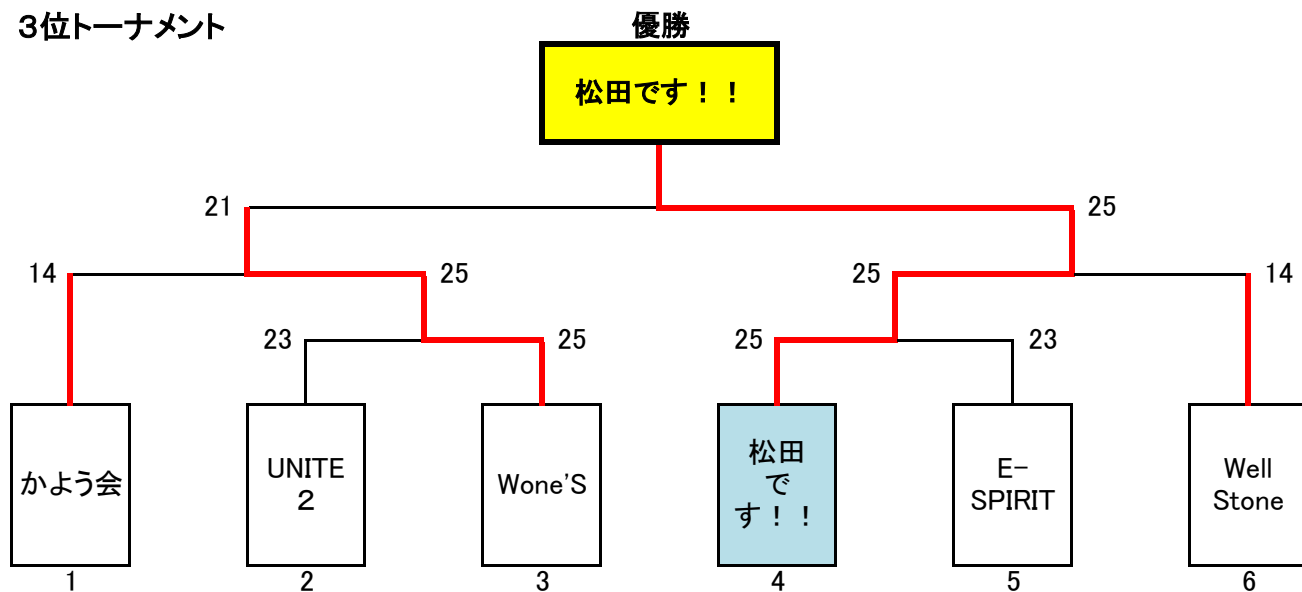 3位トーナメント
優勝
松田です！！
21
25
14
25
25
14
23
25
25
23
かよう会
UNITE
2
Wone'S
松田
で
す！！
E-
SPIRIT
Well
Stone
1
2
3
4
5
6